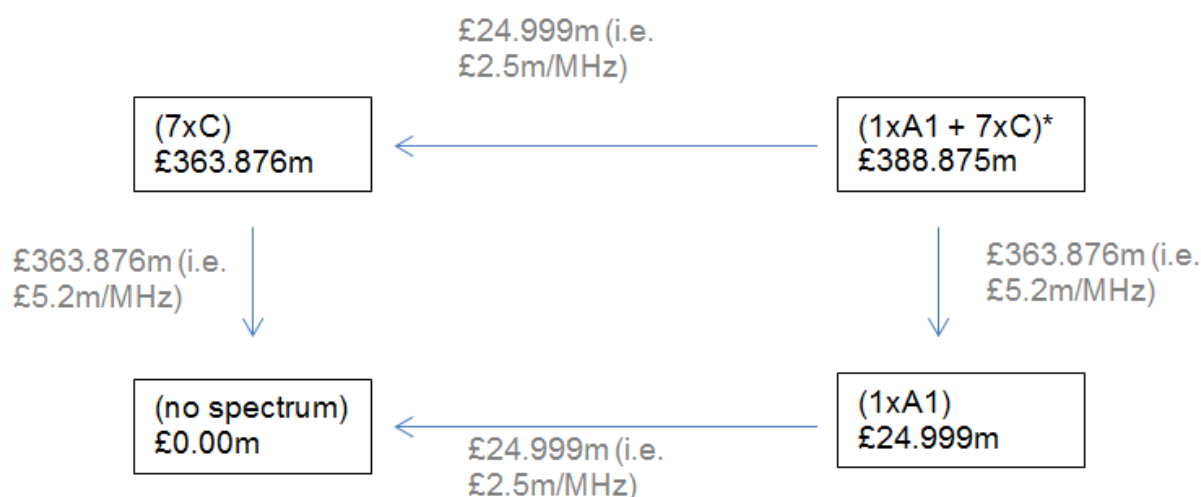 £24.999m (i.e.
£2.5m/MHz)
(7xC)
£363.876m
(1xA1 + 7xC)*
£388.875m
£363.876m (i.e.
£5.2m/MHz)
£363.876m (i.e.
£5.2m/MHz)
(no spectrum)
£0.00m
(1xA1)
£24.999m
£24.999m (i.e.
£2.5m/MHz)